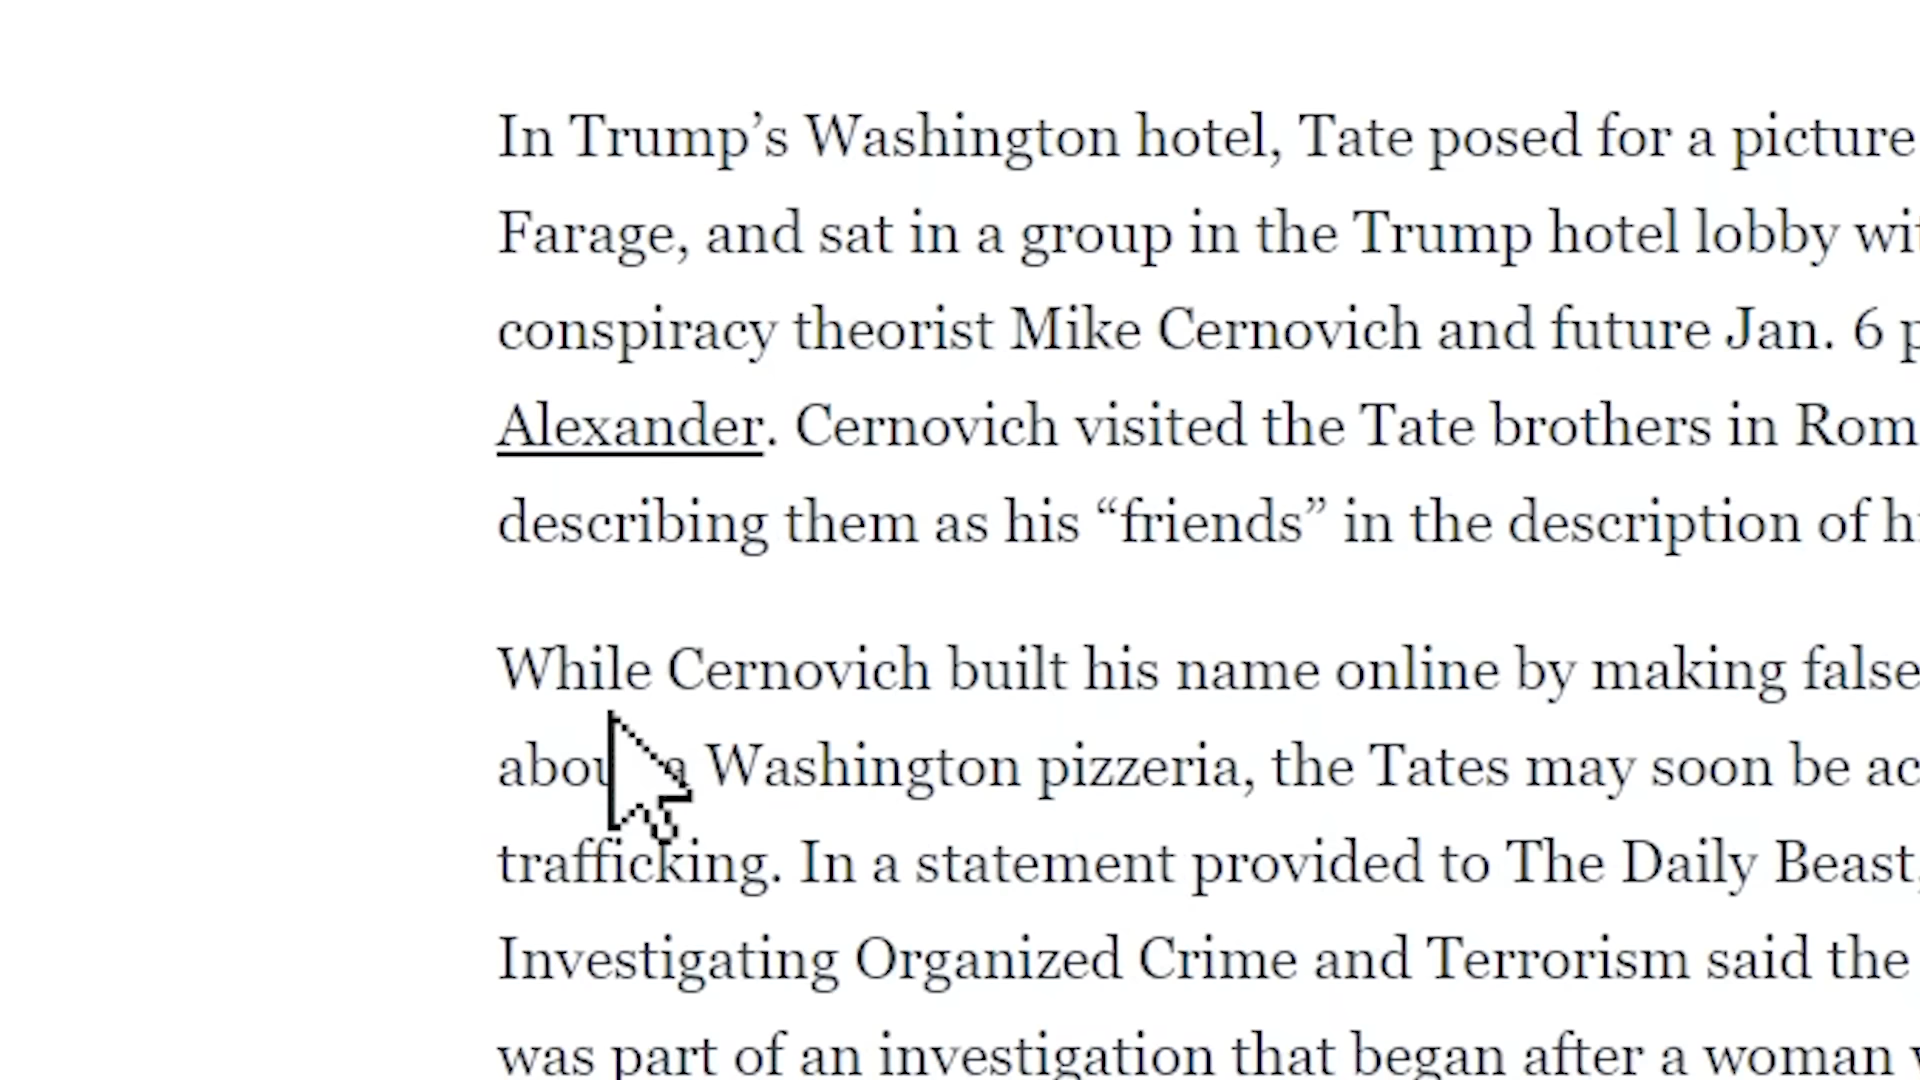 In Trump’s Washington hotel, Tate posed for a picture
Farage, and sat in a group in the Trump hotel lobby
conspiracy theorist Mike Cernovich and future Jan. 6
Alexander. Cernovich visited the Tate brothers in
describing them as his “friends” in the description of
While Cernovich built his name online by making false
Washington pizzeria, the Tates may soon be
trafficking. In a statement provided to The Daily Beast,
Investigating Organized Crime and Terrorism said the
was part of an investigation that began after a woman